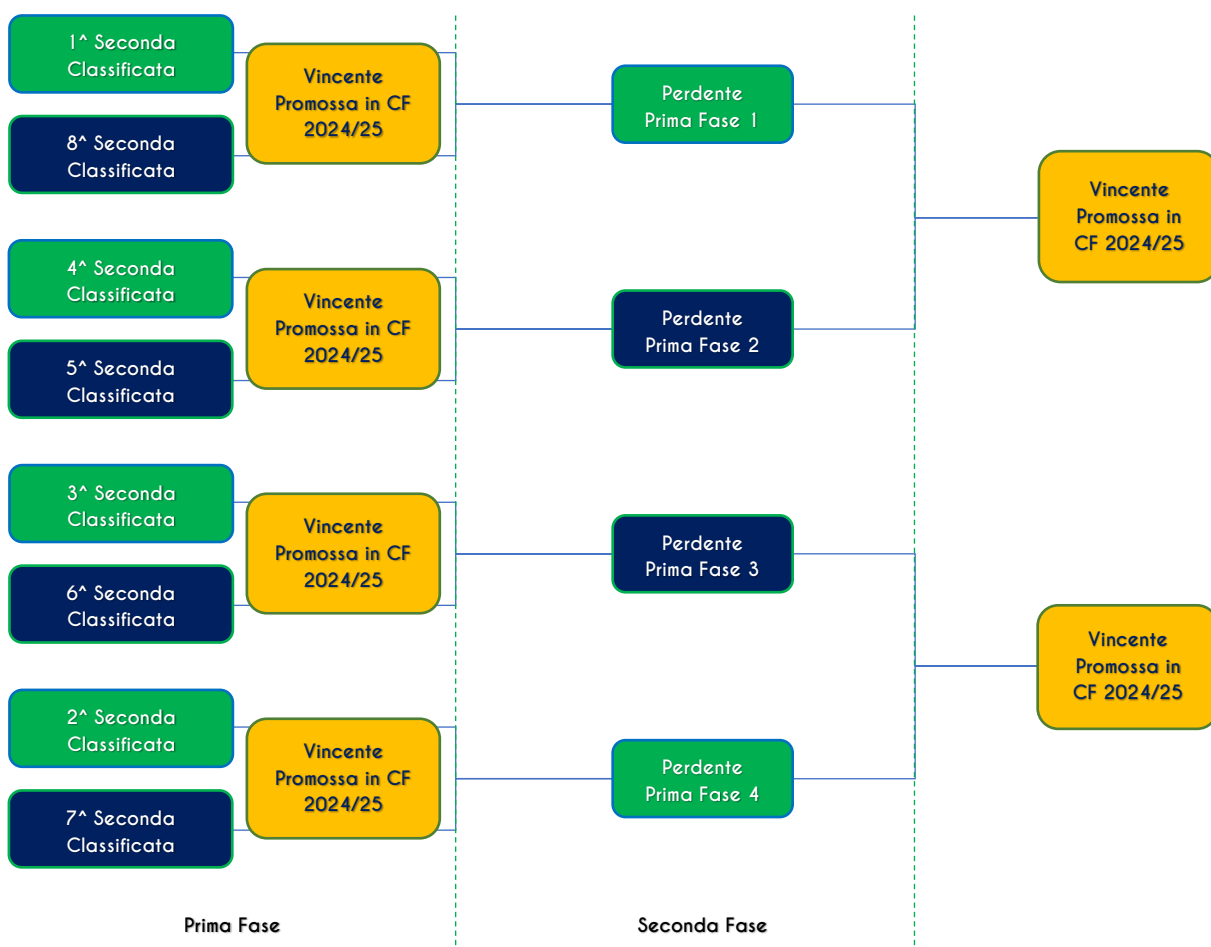 1^ Seconda
Classificata
8^ Seconda
Classificata
Vincente
Promossa in CF
2024/25
4^ Seconda
Classificata
5^ Seconda
Classificata
Vincente
Promossa in CF
2024/25
3^ Seconda
Classificata
6^ Seconda
Classificata
Vincente
Promossa in CF
2024/25
2^ Seconda
Classificata
7^ Seconda
Classificata
Vincente
Promossa in CF
2024/25
Prima Fase
Perdente
Prima Fase 1
Perdente
Prima Fase 2
Perdente
Prima Fase 3
Perdente
Prima Fase 4
Seconda Fase
Vincente
Promossa in
CF 2024/25
Vincente
Promossa in
CF 2024/25